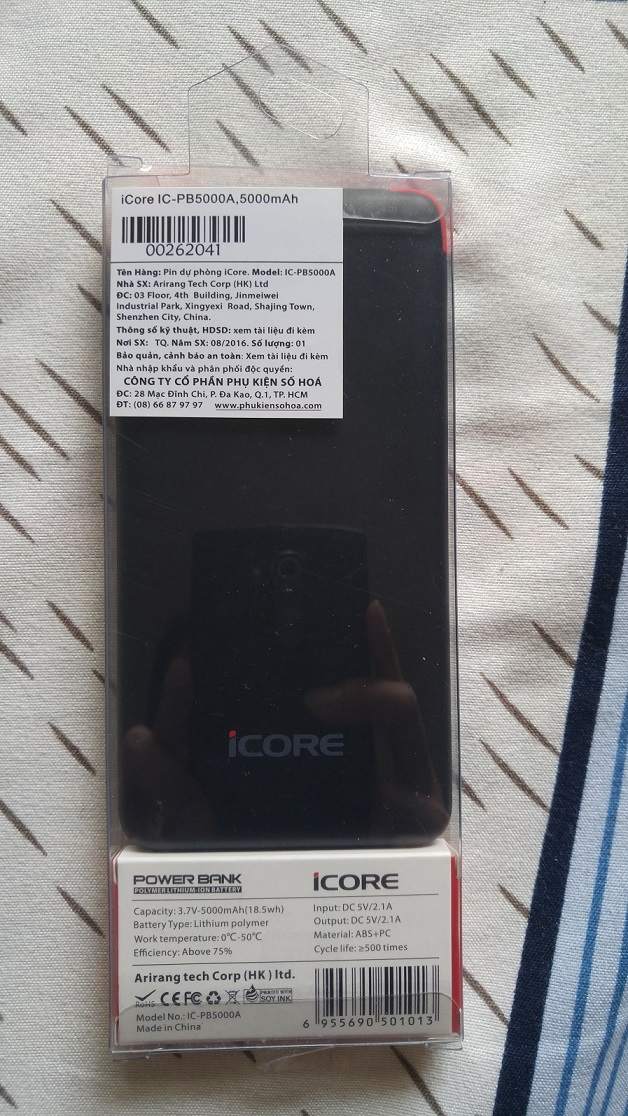 iCore IC-PB5000A,5000mAh
00262041
Tên Hàng: Pin dự phòng iCore. Model: IC-PB5000A
Nhà SX: Arirang Tech Corp (HK) Ltd
ĐC: 03 Floor, 4th Building, Jinmeiwei
Industrial Park, Xingyexi Road, Shajing Town,
Shenzhen City, China.
Thông số kỹ thuật, HDSD: xem tài liệu đi kèm
Nơi SX: TQ. Năm SX: 08/2016. Số lượng: 01
Bảo quản, cảnh báo an toàn: Xem tài liệu đi kèm
Nhà nhập khẩu và phân phối độc quyền:
CÔNG TY CỔ PHẦN PHỤ KIỆN SỐ HOÁ
ĐC: 28 Mạc Đĩnh Chi, P. Đa Kao, Q.1, TP. HCM
ĐT: (08) 66 87 97 97 www.phukiensohoa.com
iCORE
POWER BANK
POLYMER LITHIUM-ION BATTERY
iCORE
Capacity: 3.7V-5000mAh(18.5wh)
Battery Type: Lithium polymer
Work temperature: 0℃-50℃
Efficiency: Above 75%
Input: DC 5V/2.1A
Output: DC 5V/2.1A
Material: ABS+PC
Cycle life: ≥500 times
Arirang tech Corp (HK) ltd.
RoHS CE FC PRINTED WITH SOY INK
Model No.: IC-PB5000A
Made in China
6 955690 501013